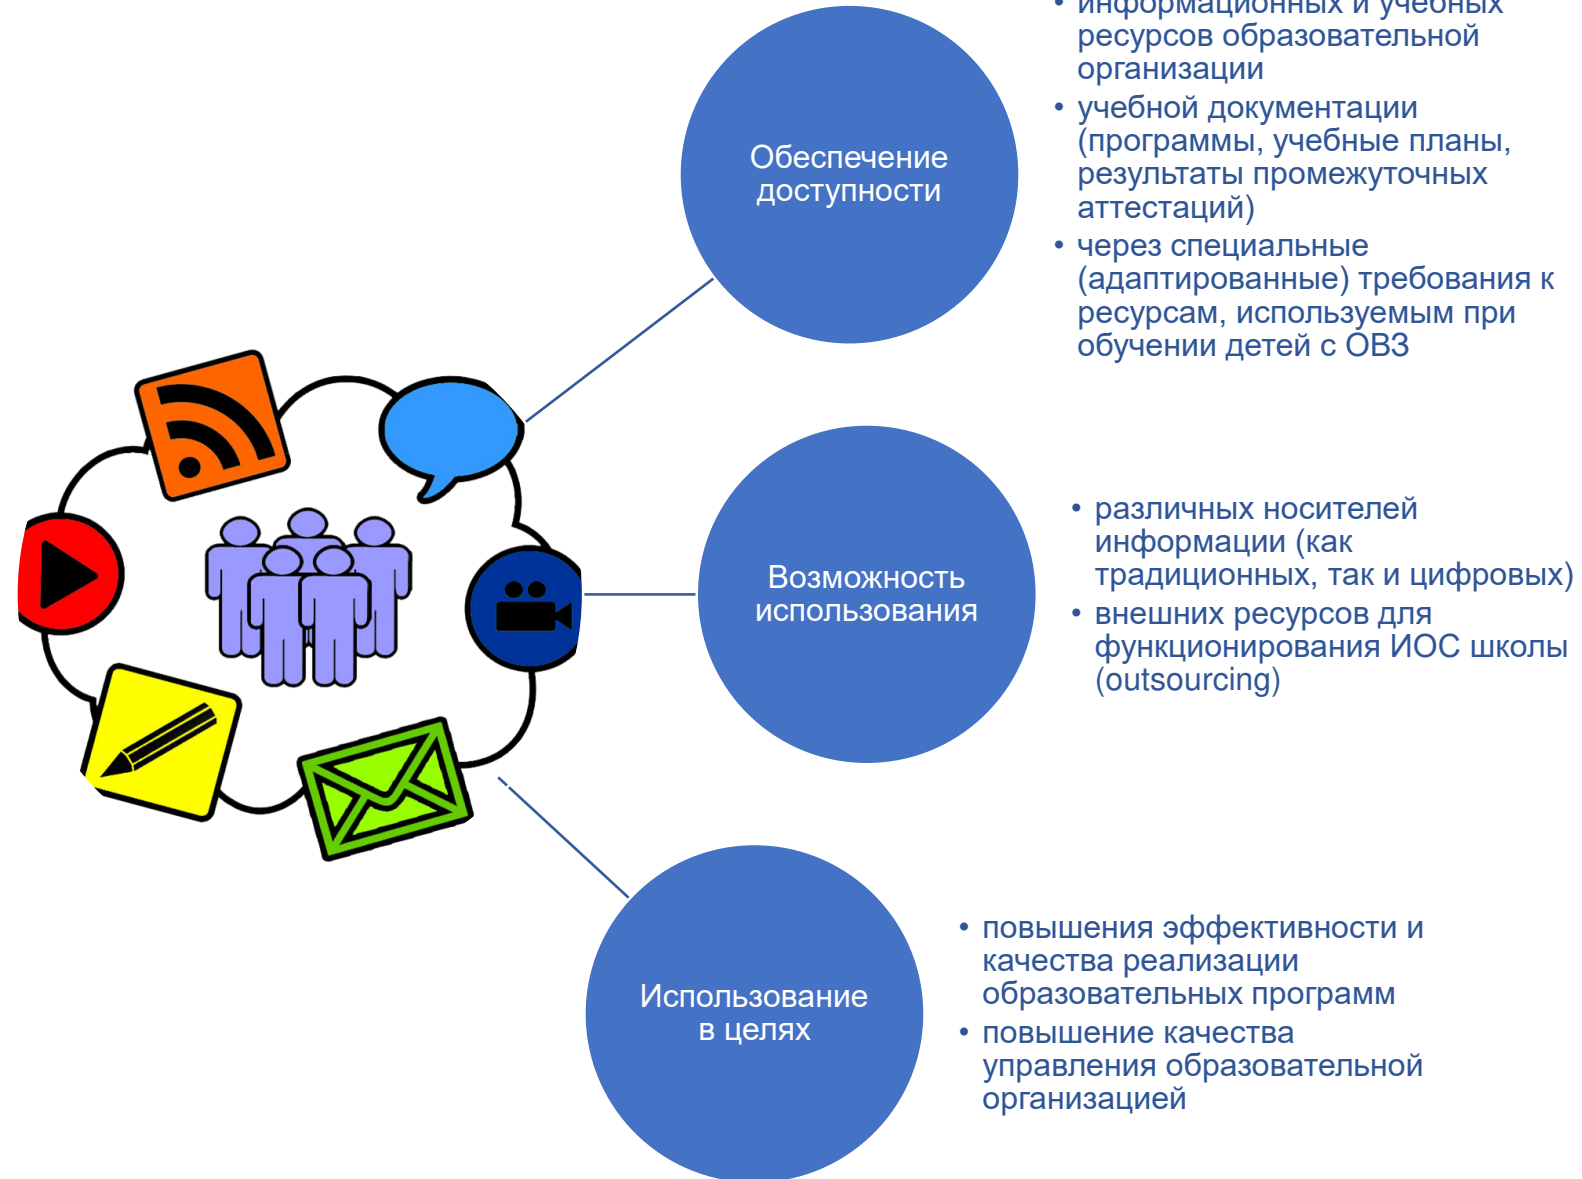 Обеспечение
доступности
• информационных и учебных
ресурсов образовательной
организации
• учебной документации
(программы, учебные планы,
результаты промежуточных
аттестаций)
• через специальные
(адаптированные) требования к
ресурсам, используемым при
обучении детей с ОВЗ
Возможность
использования
• различных носителей
информации (как
традиционных, так и цифровых)
• внешних ресурсов для
функционирования ИОС школы
(outsourcing)
Использование
в целях
• повышения эффективности и
качества реализации
образовательных программ
• повышение качества
управления образовательной
организацией